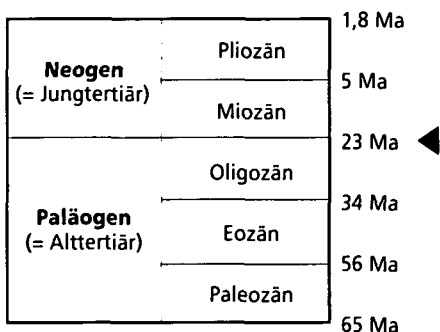 1,8 Ma
Pliozän
Neogen
(= Jungtertiär)
5 Ma
Miozän
23 Ma
Oligozän
34 Ma
Paläogen
(= Alttertiär)
Eozän
56 Ma
Paleozän
65 Ma